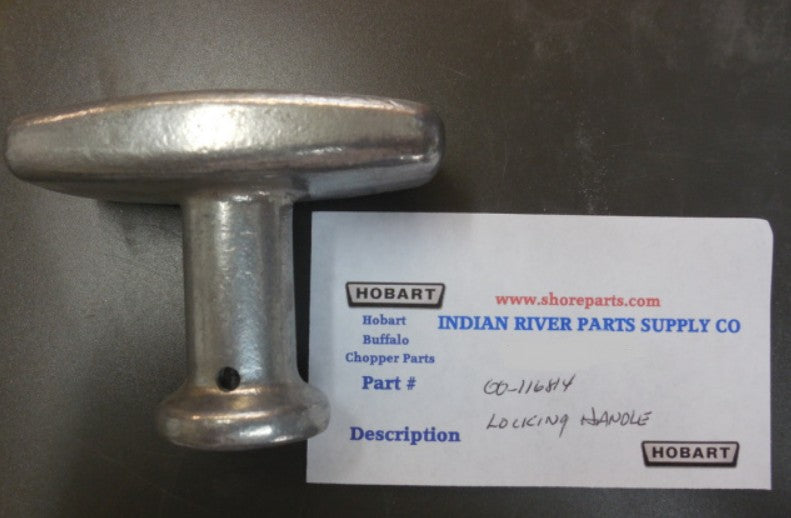 HOBART
www.shoreparts.com
Hobart
INDIAN RIVER PARTS SUPPLY CO
Buffalo
Chopper Parts
Part # 00-116814
Description LOCKING HANDLE
HOBART